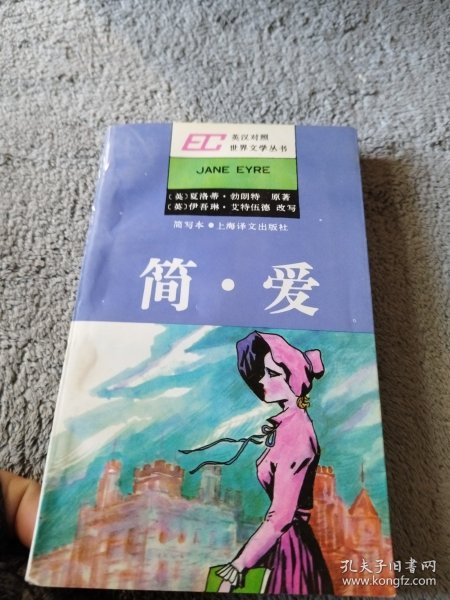 EC
英汉对照
世界文学丛书
JANE EYRE
(英)夏洛蒂·勃朗特 原著
(英)伊吾琳·艾特伍德 改写
简写本●上海译文出版社
简·爱
孔夫子旧书网
www.kongfz.com